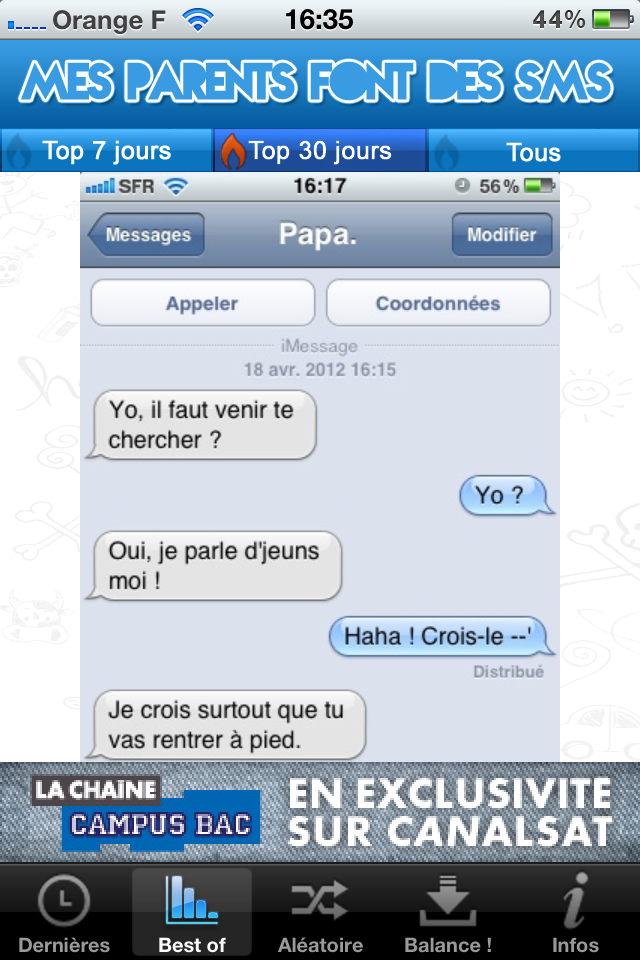 Orange F 16:35 44%
MES PARENTS FONT DES SMS
Top 7 jours Top 30 jours Tous
SFR 16:17 56%
Messages Papa. Modifier
Appeler Coordonnées
iMessage
18 avr. 2012 16:15
Yo, il faut venir te
chercher ?
Yo ?
Oui, je parle d'jeuns
moi !
Haha ! Crois-le --'
Distribué
Je crois surtout que tu
vas rentrer à pied.
LA CHAÎNE
CAMPUS BAC
EN EXCLUSIVITE
SUR CANALSAT
Dernières Best of Aléatoire Balance ! Infos